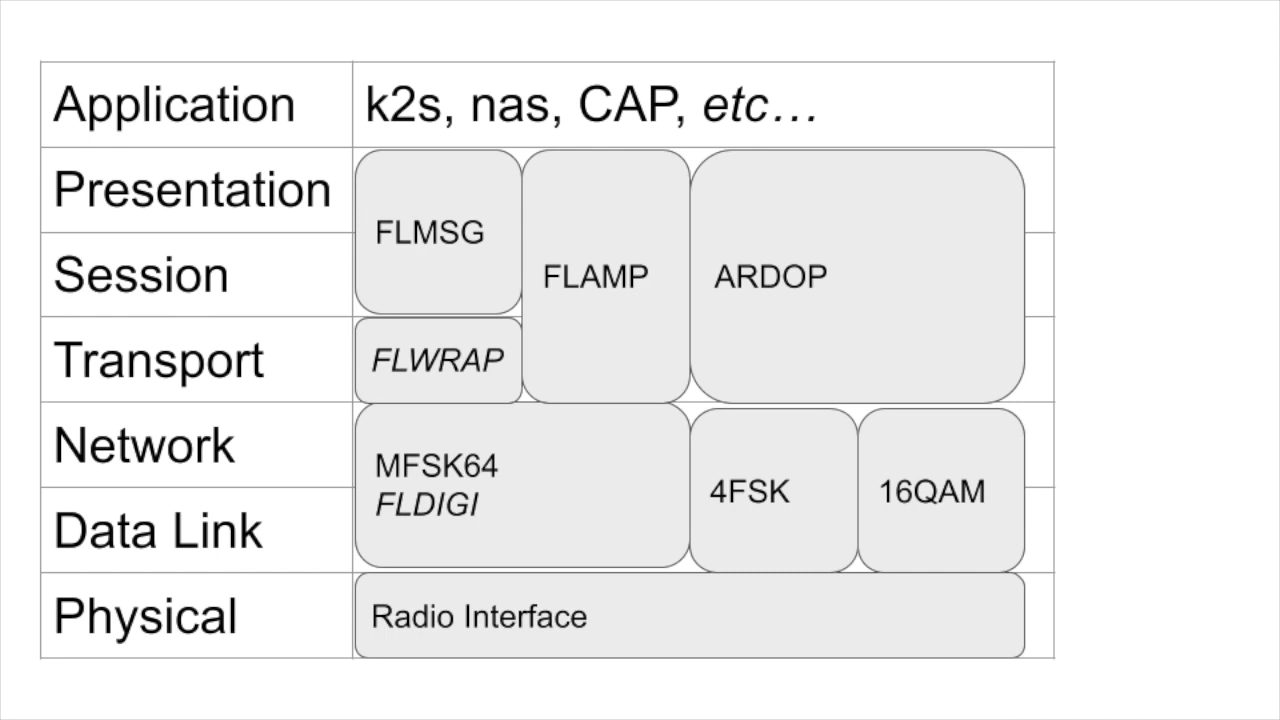 Application
k2s, nas, CAP, etc…
Presentation
FLMSG
Session
FLAMP
ARDOP
Transport
FLWRAP
Network
MFSK64
FLDIGI
4FSK
16QAM
Data Link
Physical
Radio Interface